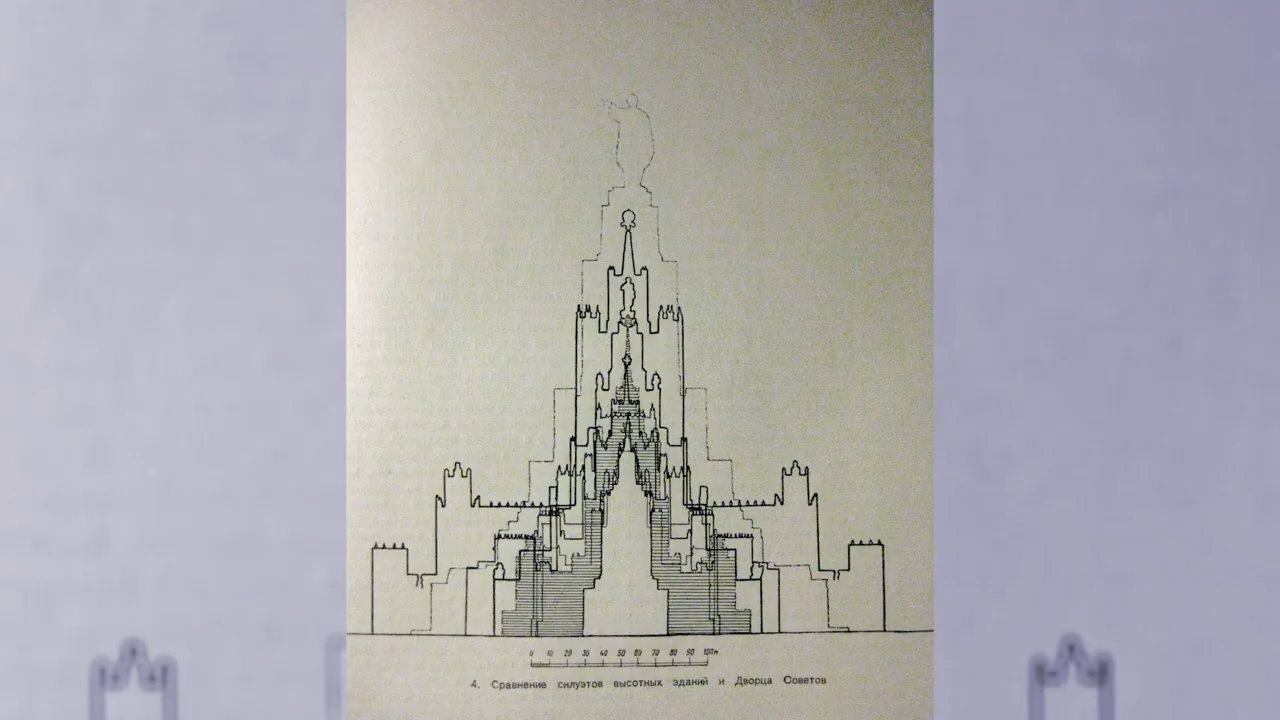 0 10 20 30 40 50 60 70 80 90 100м
4. Сравнение силуэтов высотных зданий и Дворца Советов